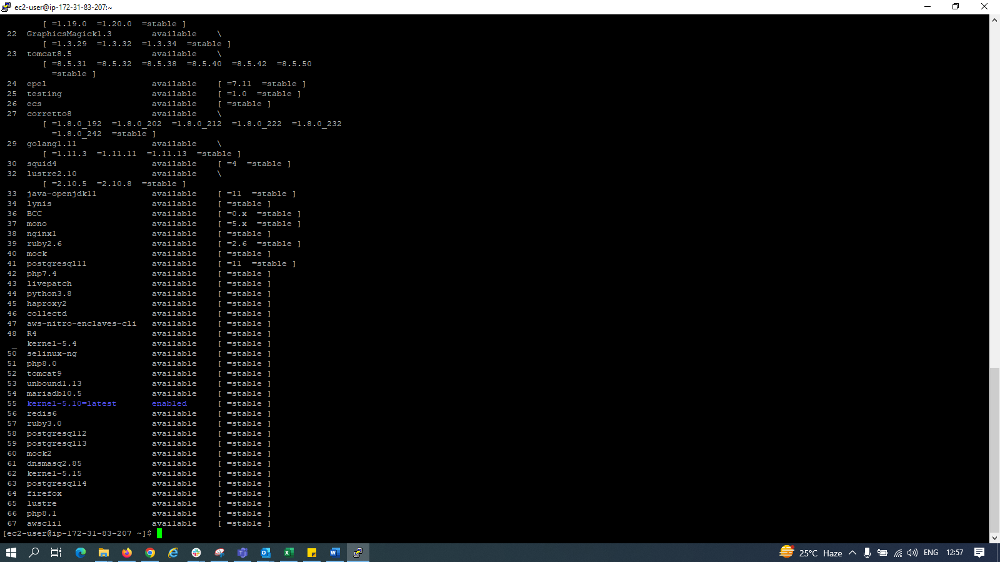 ec2-user@ip-172-31-83-207:~
[ =1.19.0  =1.20.0  =stable ]
22  GraphicsMagick1.3        available    \
[ =1.3.29  =1.3.32  =1.3.34  =stable ]
23  tomcat8.5                available    \
[ =8.5.31  =8.5.32  =8.5.38  =8.5.40  =8.5.42  =8.5.50
=stable ]
24  epel                     available    [ =7.11  =stable ]
25  testing                  available    [ =1.0  =stable ]
26  ecs                      available    [ =stable ]
27  corretto8                available    \
[ =1.8.0_192  =1.8.0_202  =1.8.0_212  =1.8.0_222  =1.8.0_232
=1.8.0_242  =stable ]
29  golang1.11               available    \
[ =1.11.3  =1.11.11  =1.11.13  =stable ]
30  squid4                   available    [ =4  =stable ]
32  lustre2.10               available    \
[ =2.10.5  =2.10.8  =stable ]
33  java-openjdk11           available    [ =11  =stable ]
34  lynis                    available    [ =stable ]
36  BCC                      available    [ =0.x  =stable ]
37  mono                     available    [ =5.x  =stable ]
38  nginx1                   available    [ =stable ]
39  ruby2.6                  available    [ =2.6  =stable ]
40  mock                     available    [ =stable ]
41  postgresql11             available    [ =11  =stable ]
42  php7.4                   available    [ =stable ]
43  livepatch                available    [ =stable ]
44  python3.8                available    [ =stable ]
45  haproxy2                 available    [ =stable ]
46  collectd                 available    [ =stable ]
47  aws-nitro-enclaves-cli   available    [ =stable ]
48  R4                       available    [ =stable ]
_  kernel-5.4               available    [ =stable ]
50  selinux-ng               available    [ =stable ]
51  php8.0                   available    [ =stable ]
52  tomcat9                  available    [ =stable ]
53  unbound1.13              available    [ =stable ]
54  mariadb10.5              available    [ =stable ]
55  kernel-5.10=latest       enabled      [ =stable ]
56  redis6                   available    [ =stable ]
57  ruby3.0                  available    [ =stable ]
58  postgresql12             available    [ =stable ]
59  postgresql13             available    [ =stable ]
60  mock2                    available    [ =stable ]
61  dnsmasq2.85              available    [ =stable ]
62  kernel-5.15              available    [ =stable ]
63  postgresql14             available    [ =stable ]
64  firefox                  available    [ =stable ]
65  lustre                   available    [ =stable ]
66  php8.1                   available    [ =stable ]
67  awscli1                  available    [ =stable ]
[ec2-user@ip-172-31-83-207 ~]$
25°C  Haze  ENG  12:57